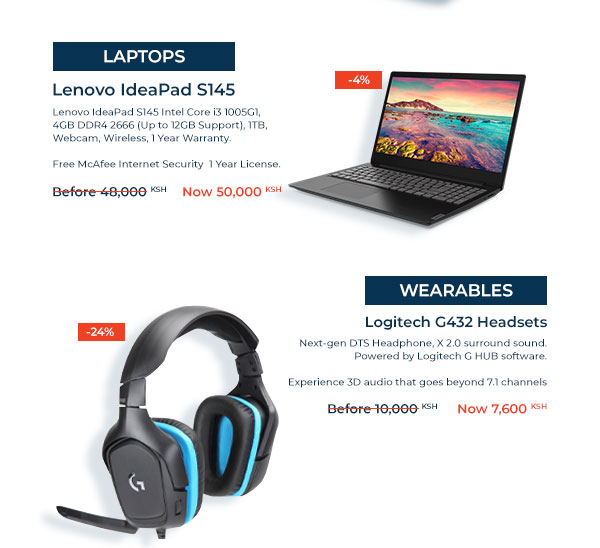 LAPTOPS
Lenovo IdeaPad S145
-4%
Lenovo IdeaPad S145 Intel Core i3 1005G1,
4GB DDR4 2666 (Up to 12GB Support), 1TB,
Webcam, Wireless, 1 Year Warranty.
Free McAfee Internet Security 1 Year License.
Before 48,000 KSH Now 50,000 KSH
WEARABLES
Logitech G432 Headsets
-24%
Next-gen DTS Headphone, X 2.0 surround sound.
Powered by Logitech G HUB software.
Experience 3D audio that goes beyond 7.1 channels
Before 10,000 KSH Now 7,600 KSH